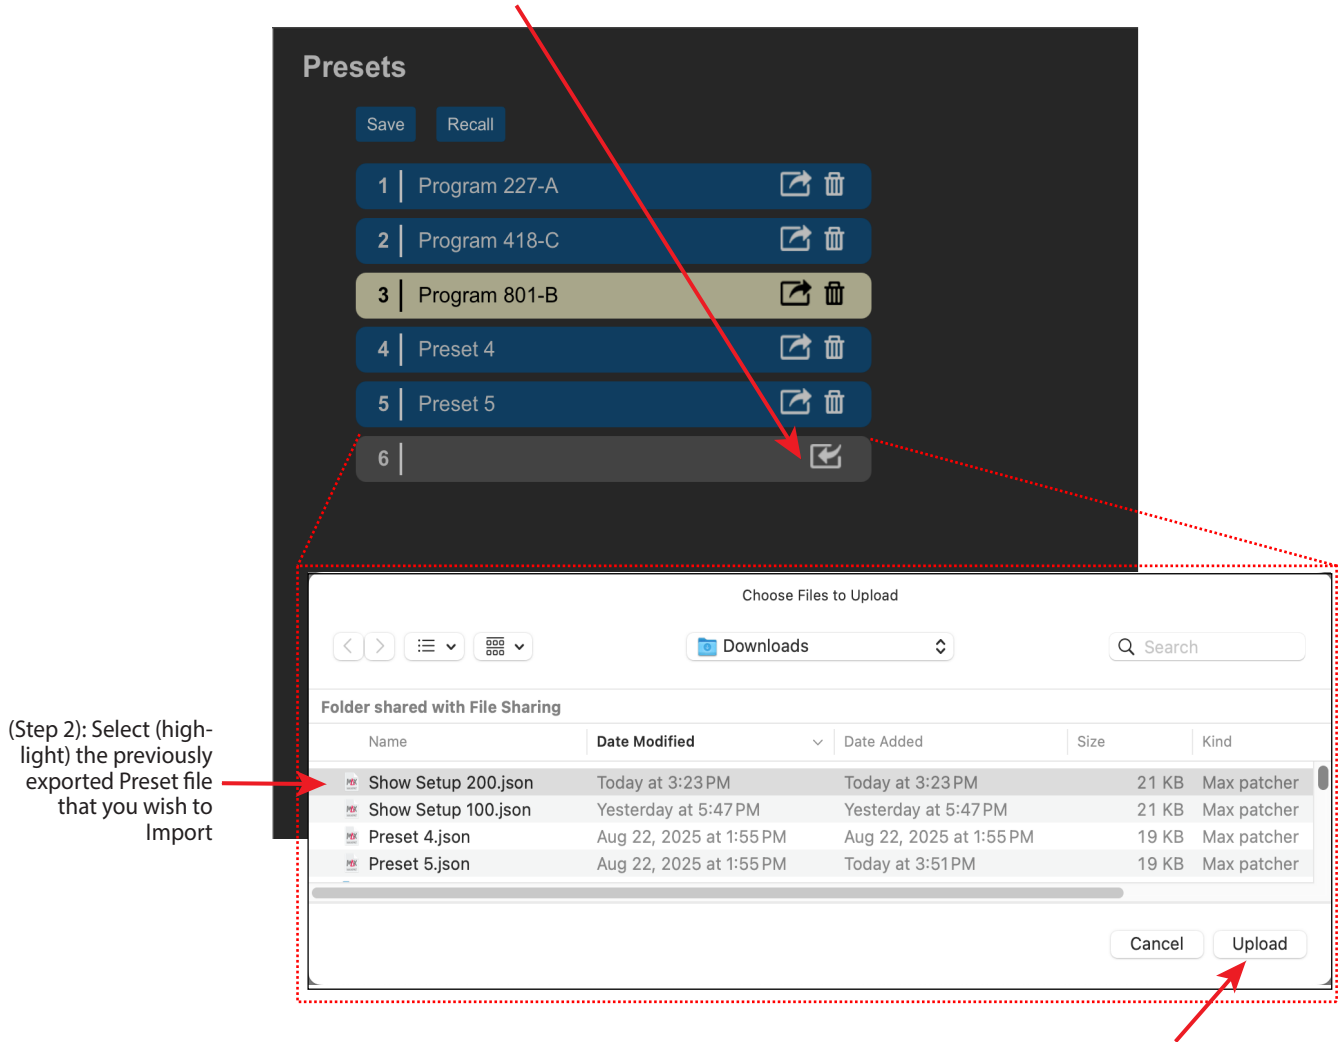 Presets
Save Recall
1 Program 227-A
2 Program 418-C
3 Program 801-B
4 Preset 4
5 Preset 5
6
Choose Files to Upload
Downloads
Search
Folder shared with File Sharing
Name Date Modified Date Added Size Kind
Show Setup 200.json Today at 3:23 PM Today at 3:23 PM 21 KB Max patcher
Show Setup 100.json Yesterday at 5:47 PM Yesterday at 5:47 PM 21 KB Max patcher
Preset 4.json Aug 22, 2025 at 1:55 PM Aug 22, 2025 at 1:55 PM 19 KB Max patcher
Preset 5.json Aug 22, 2025 at 1:55 PM Today at 3:51 PM 19 KB Max patcher
Cancel Upload
(Step 2): Select (high-
light) the previously
exported Preset file
that you wish to
Import